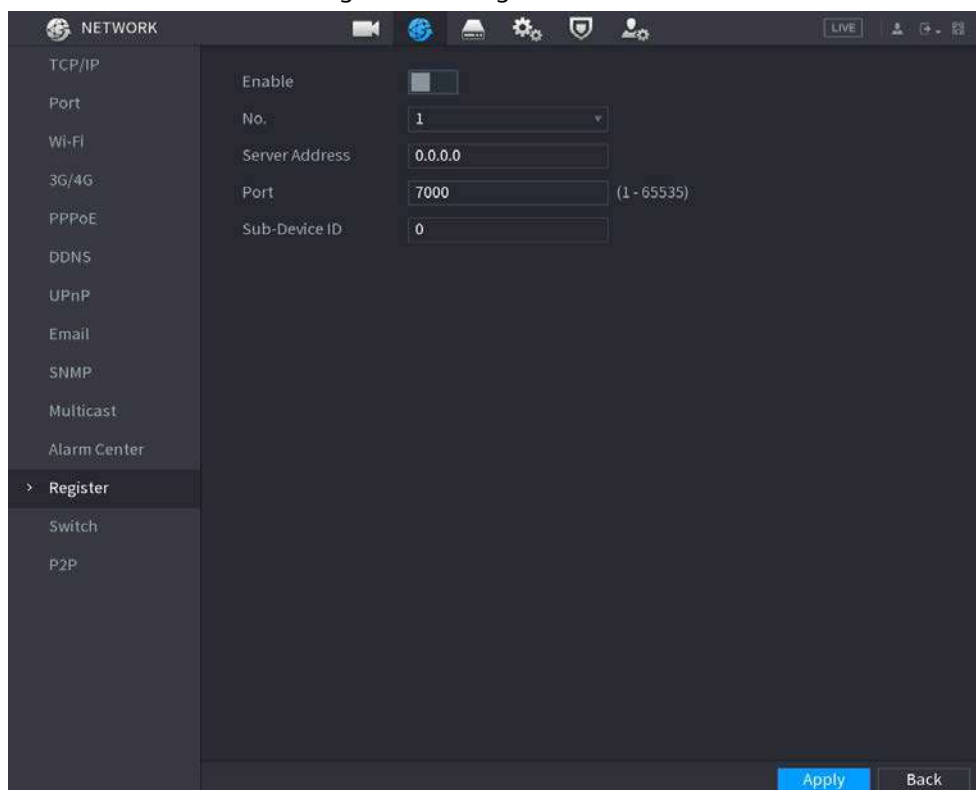 NETWORK
LIVE
TCP/IP
Port
Wi-Fi
3G/4G
PPPoE
DDNS
UPnP
Email
SNMP
Multicast
Alarm Center
Register
Switch
P2P
Enable
No. 1
Server Address 0.0.0.0
Port 7000 (1 - 65535)
Sub-Device ID 0
Apply Back